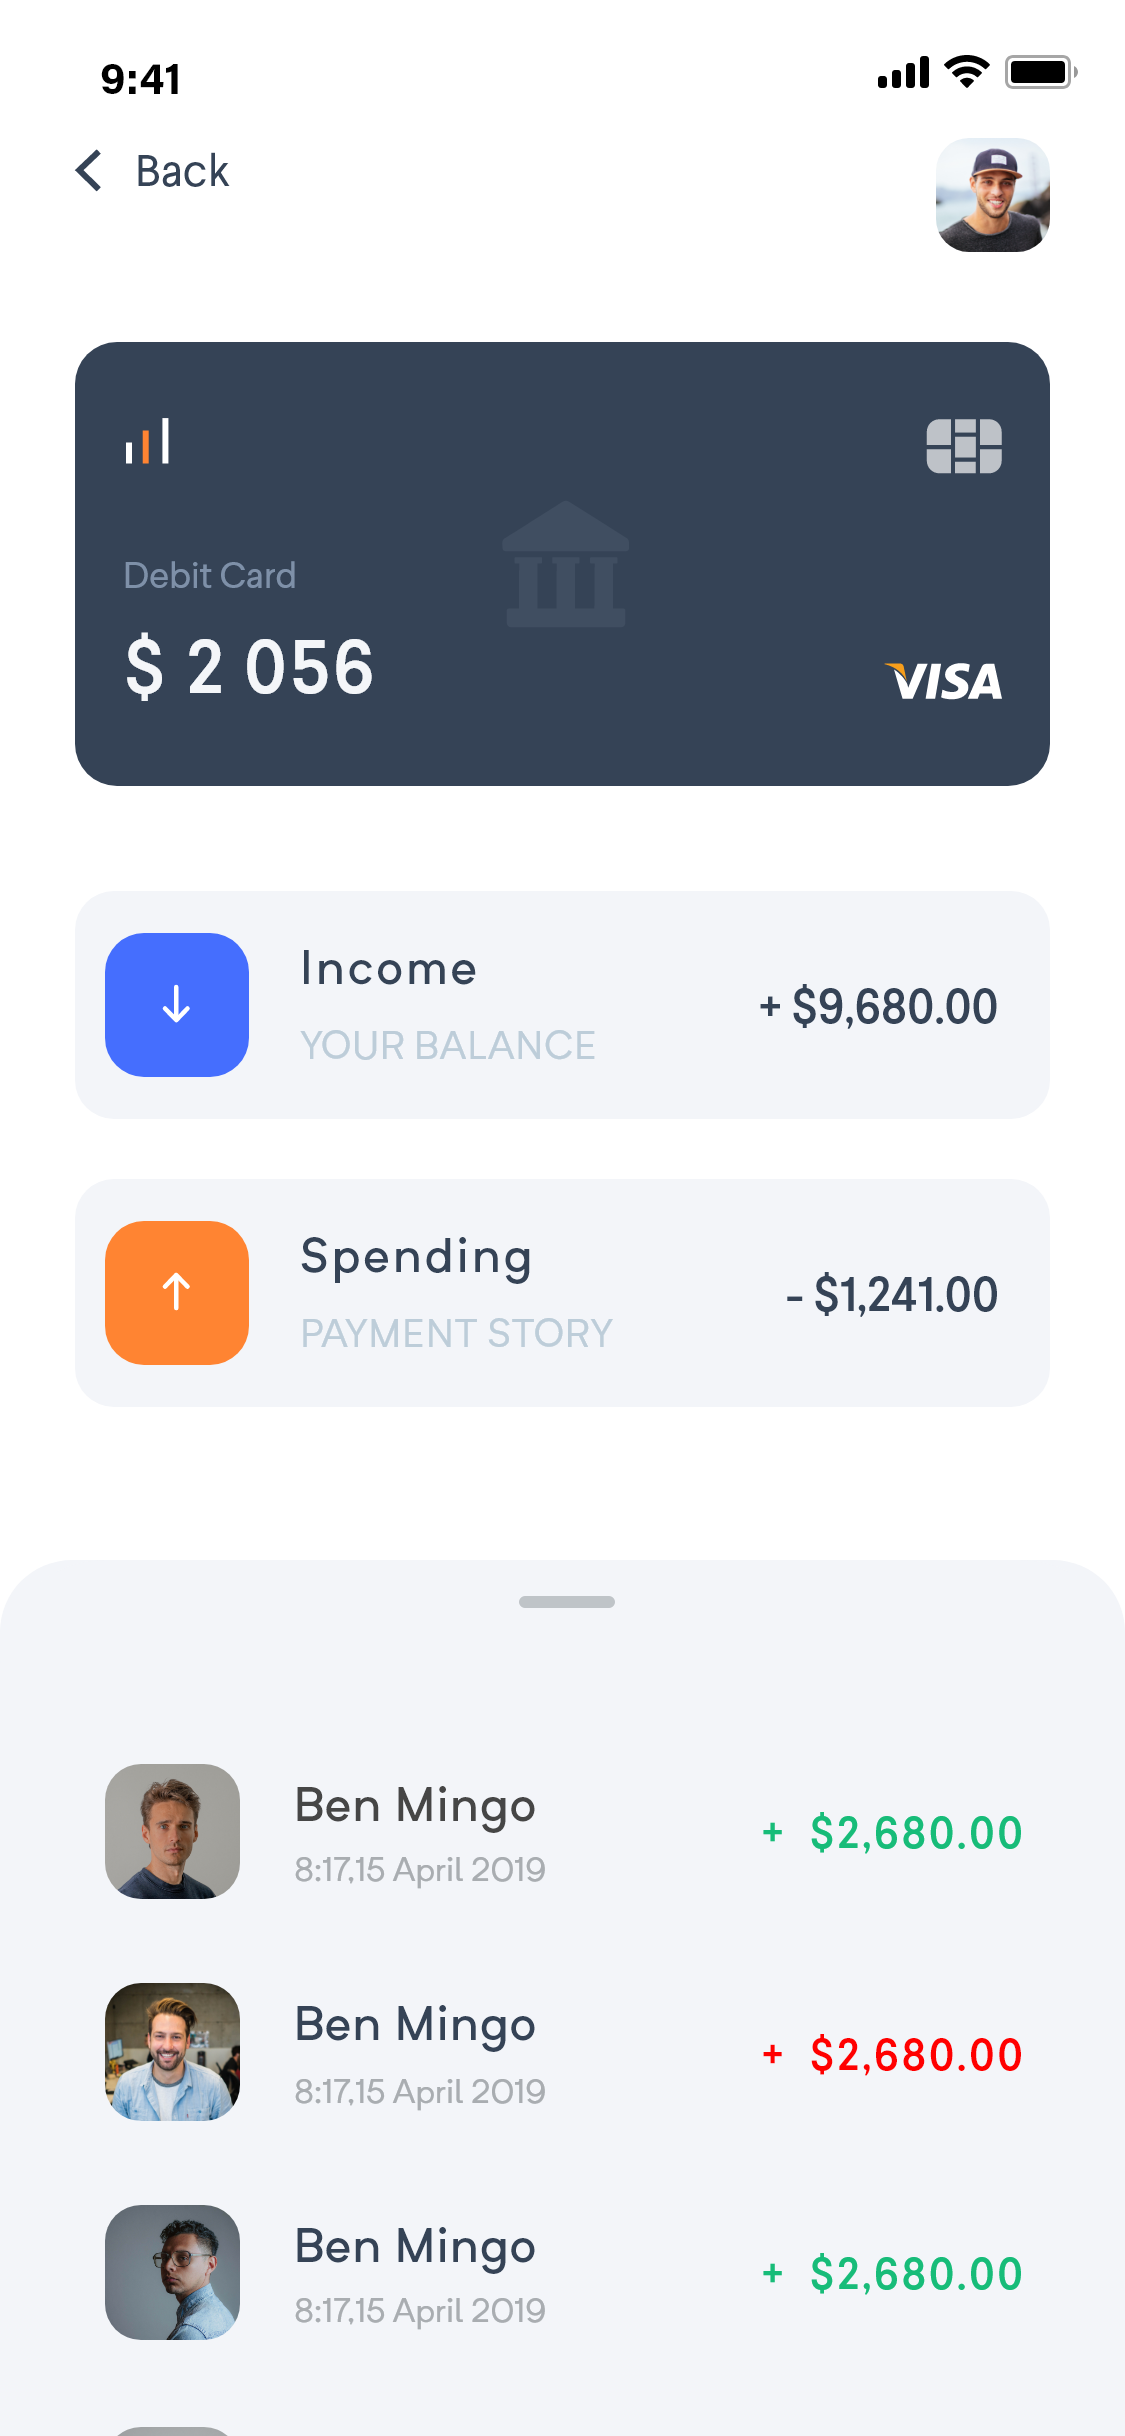 9:41
Back
Debit Card
$ 2 056
VISA
Income
YOUR BALANCE
+ $9,680.00
Spending
PAYMENT STORY
- $1,241.00
Ben Mingo
8:17,15 April 2019
+ $2,680.00
Ben Mingo
8:17,15 April 2019
+ $2,680.00
Ben Mingo
8:17,15 April 2019
+ $2,680.00